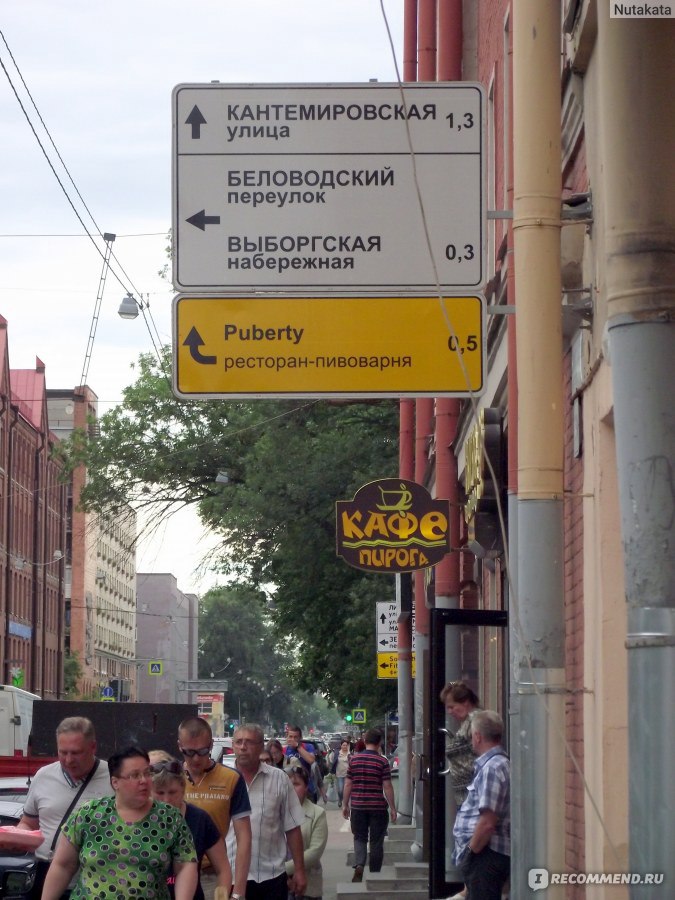 Nutakata
КАНТЕМИРОВСКАЯ 1,3
улица
БЕЛОВОДСКИЙ
переулок
ВЫБОРГСКАЯ
набережная 0,3
Puberty 0,5
ресторан-пивоварня
КАФЕ
ПИРОГА
IRECOMMEND.RU